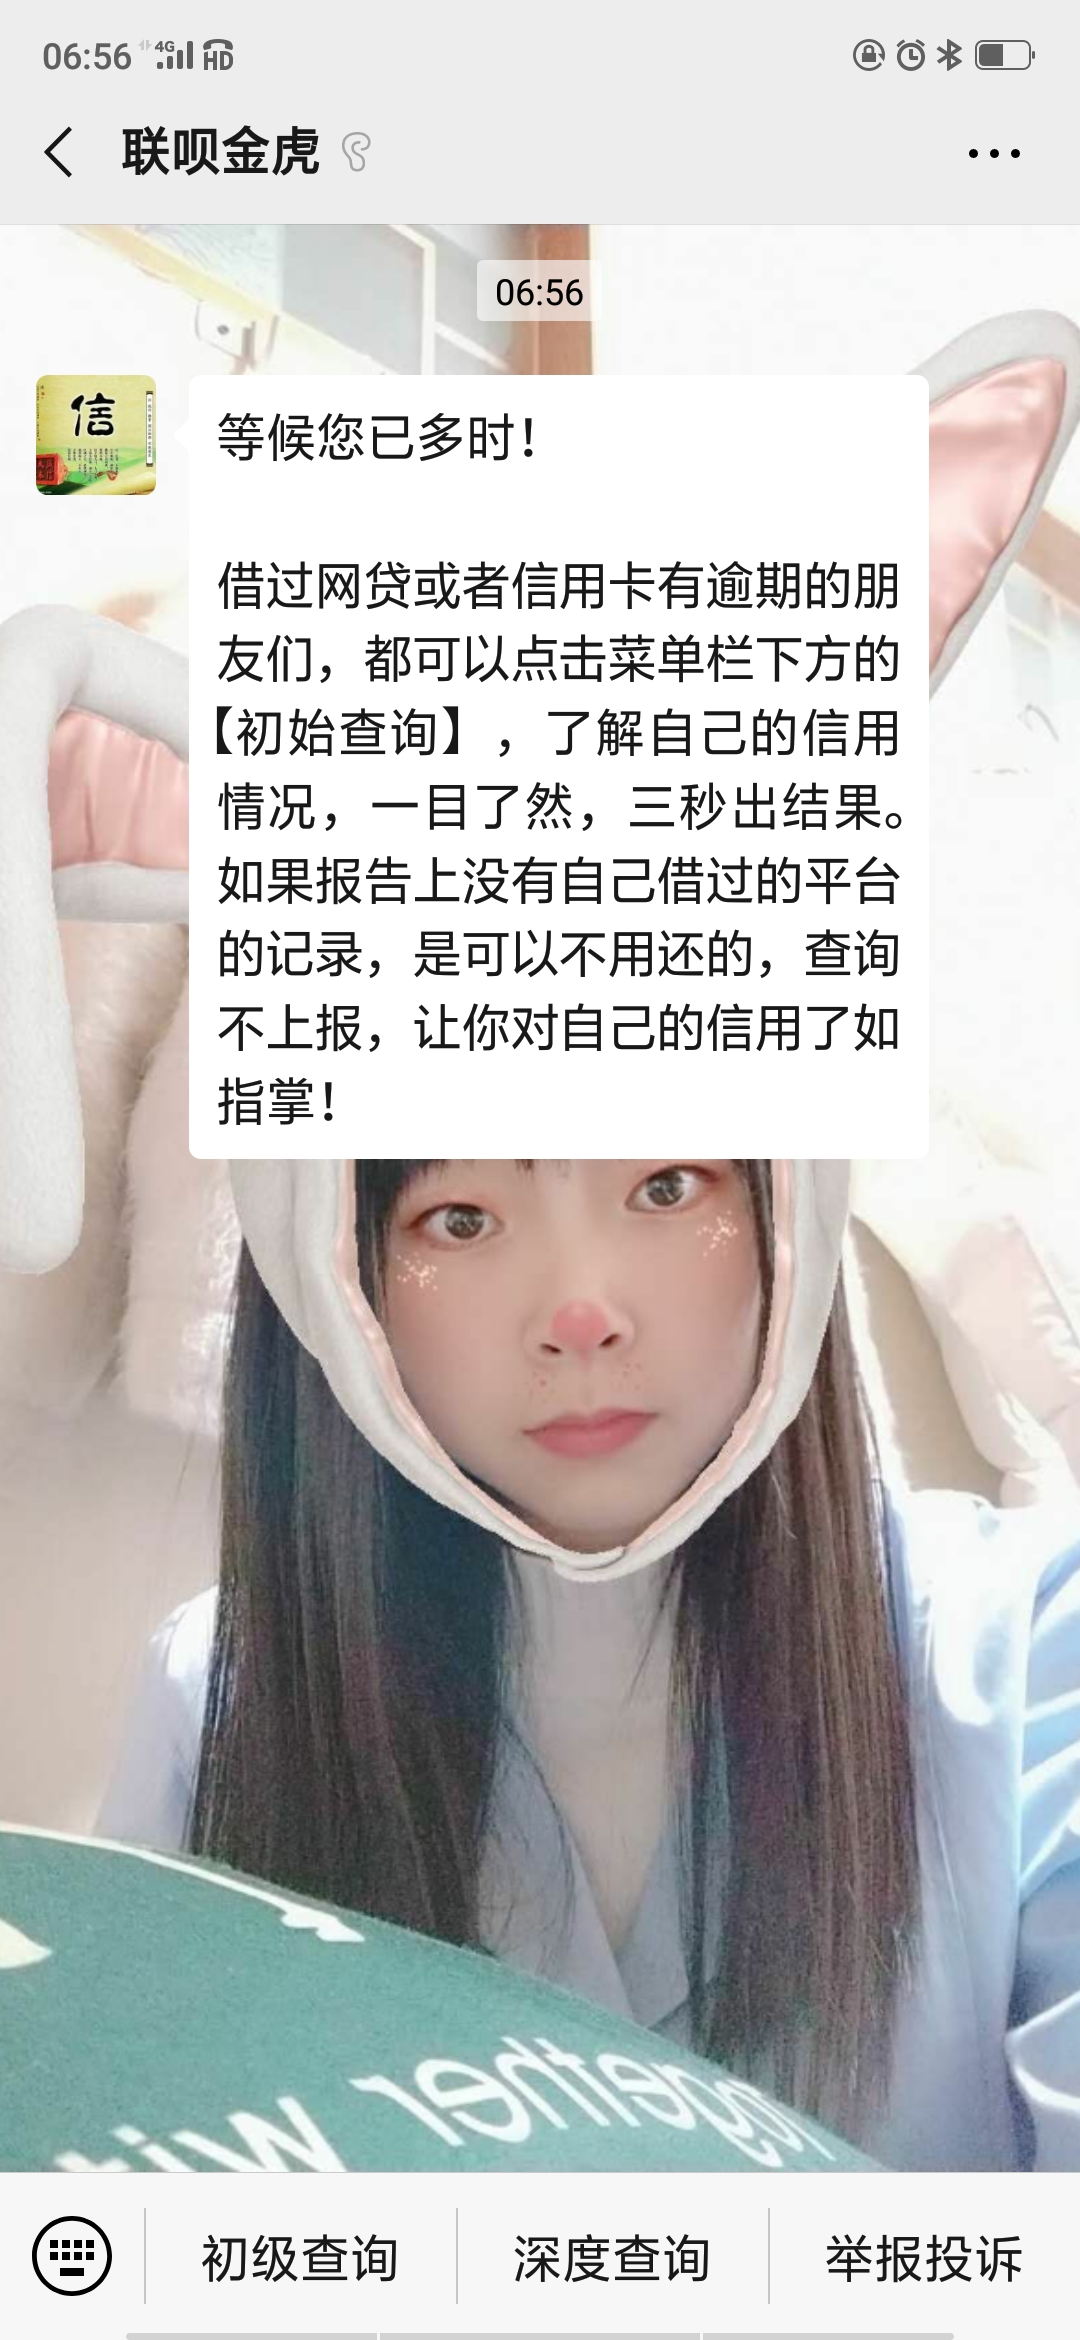 06:56 4G HD
联呗金虎
06:56
信
等候您已多时!
借过网贷或者信用卡有逾期的朋
友们，都可以点击菜单栏下方的
【初始查询】，了解自己的信用
情况，一目了然，三秒出结果。
如果报告上没有自己借过的平台
的记录，是可以不用还的，查询
不上报，让你对自己的信用了如
指掌!
together
wit
初级查询 深度查询 举报投诉